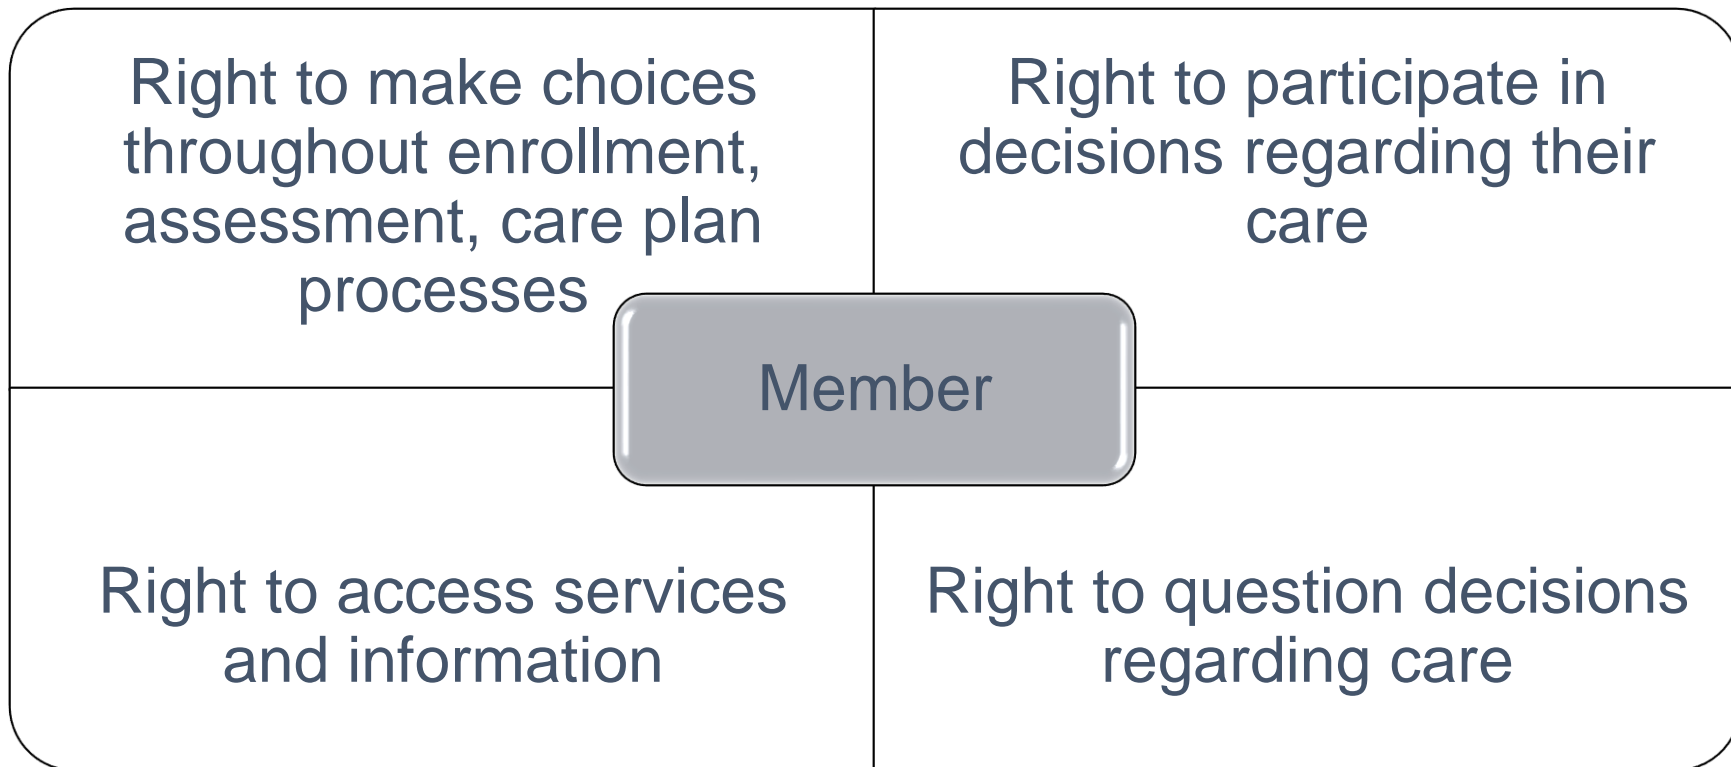 Right to make choices
throughout enrollment,
assessment, care plan
processes
Right to participate in
decisions regarding their
care
Member
Right to access services
and information
Right to question decisions
regarding care